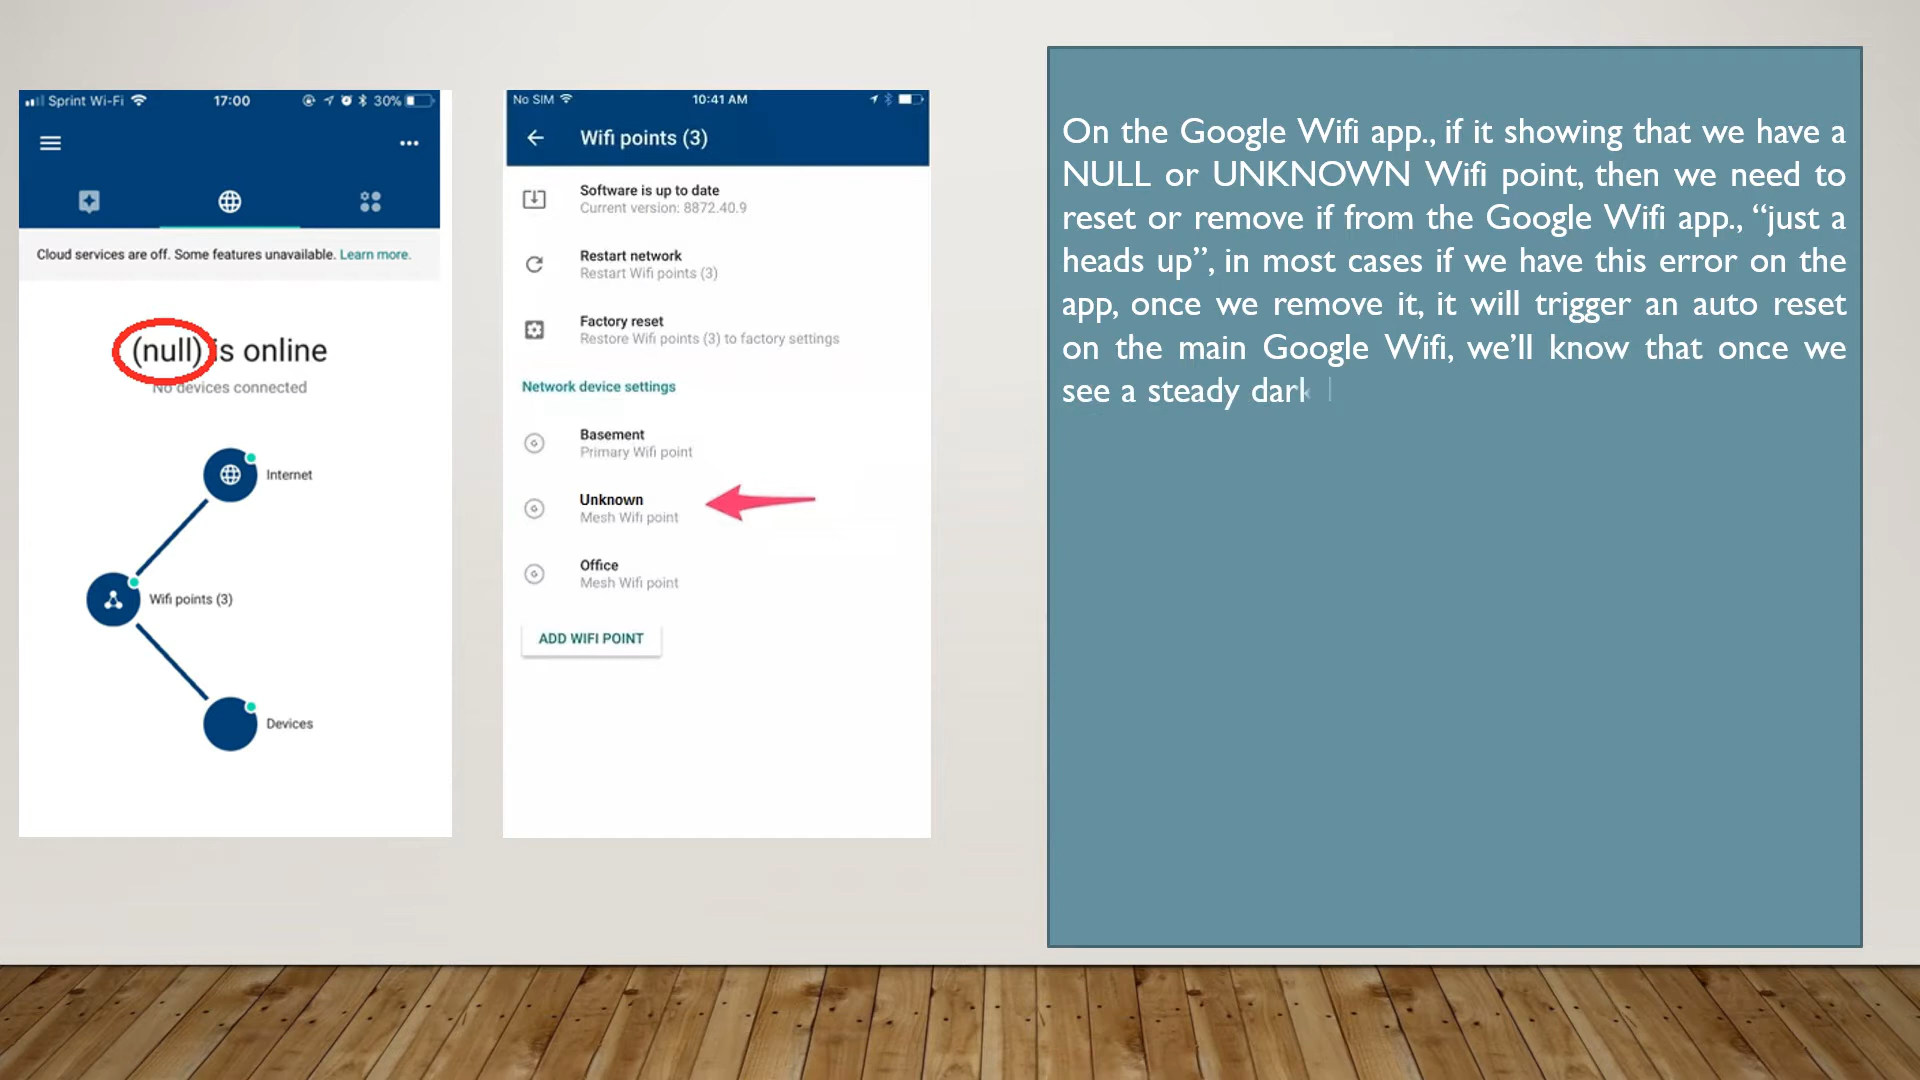 Sprint Wi-Fi 17:00 30%
Cloud services are off. Some features unavailable. Learn more.
(null) is online
No devices connected
Internet
Wifi points (3)
Devices
No SIM 10:41 AM
Wifi points (3)
Software is up to date
Current version: 8872.40.9
Restart network
Restart Wifi points (3)
Factory reset
Restore Wifi points (3) to factory settings
Network device settings
Basement
Primary Wifi point
Unknown
Mesh Wifi point
Office
Mesh Wifi point
ADD WIFI POINT
On the Google Wifi app., if it showing that we have a
NULL or UNKNOWN Wifi point, then we need to
reset or remove if from the Google Wifi app., “just a
heads up”, in most cases if we have this error on the
app, once we remove it, it will trigger an auto reset
on the main Google Wifi, we’ll know that once we
see a steady dark